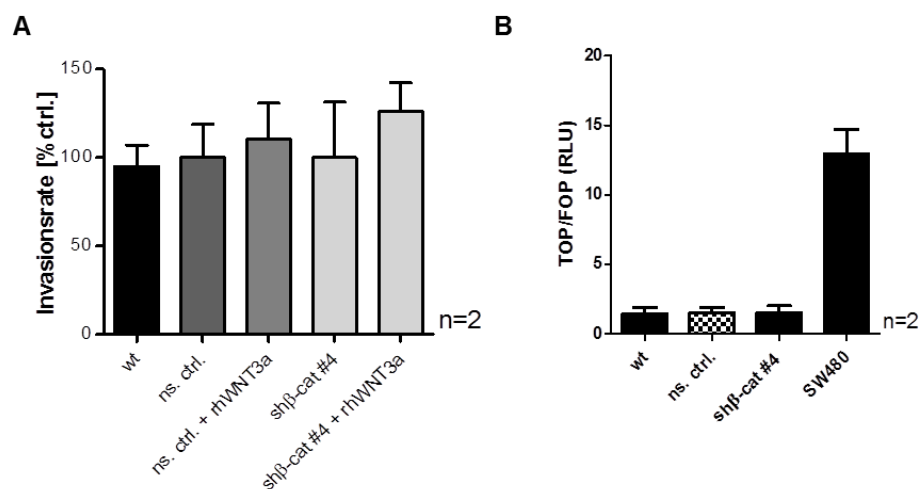 A
Invasionsrate [% ctrl.]
150
100
50
0
wt
ns. ctrl.
ns. ctrl. + rhWNT3a
shβ-cat #4
shβ-cat #4 + rhWNT3a
n=2
B
TOP/FOP (RLU)
20
15
10
5
0
wt
ns. ctrl.
shβ-cat #4
SW480
n=2